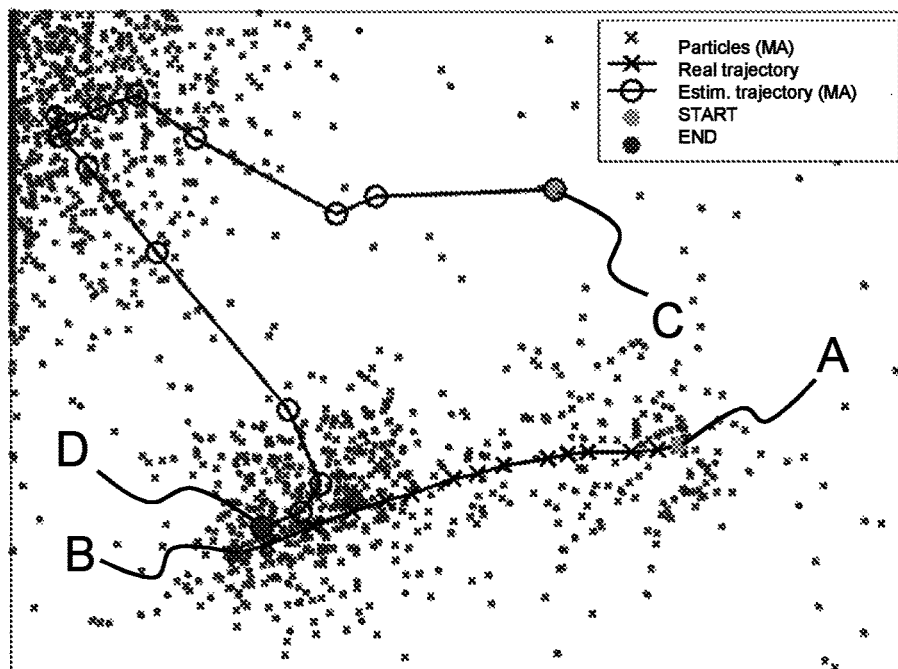 Particles (MA)
Real trajectory
Estim. trajectory (MA)
START
END
C
A
D
B